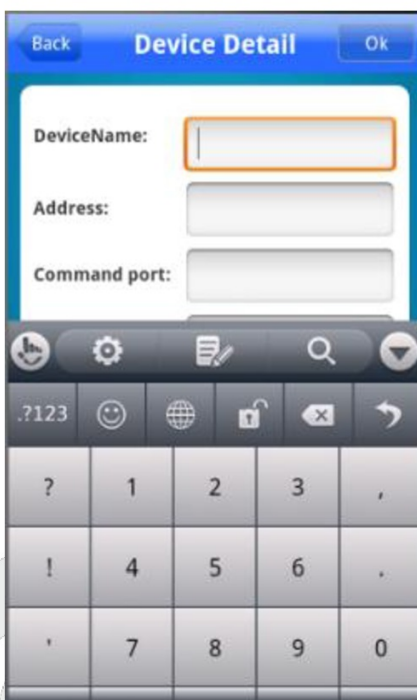 Back Device Detail Ok
DeviceName:
Address:
Command port:
.?123
? 1 2 3 ,
! 4 5 6 .
' 7 8 9 0